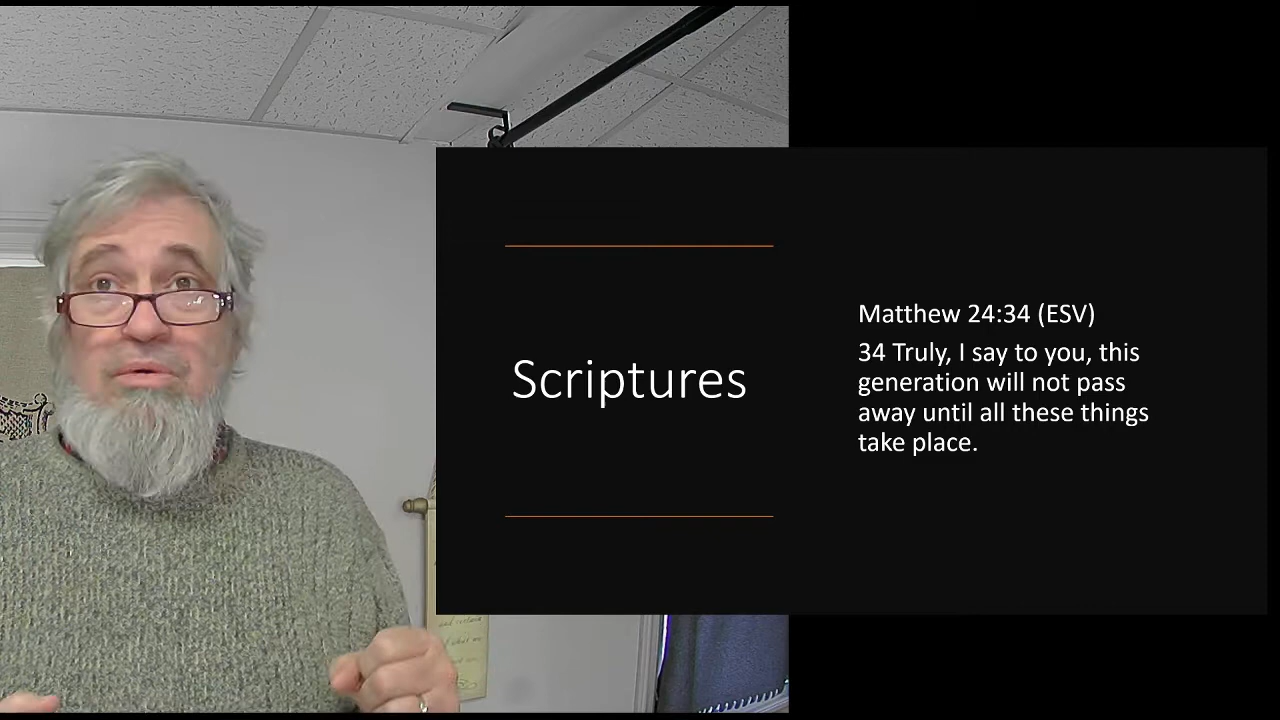 Scriptures
Matthew 24:34 (ESV)
34 Truly, I say to you, this
generation will not pass
away until all these things
take place.